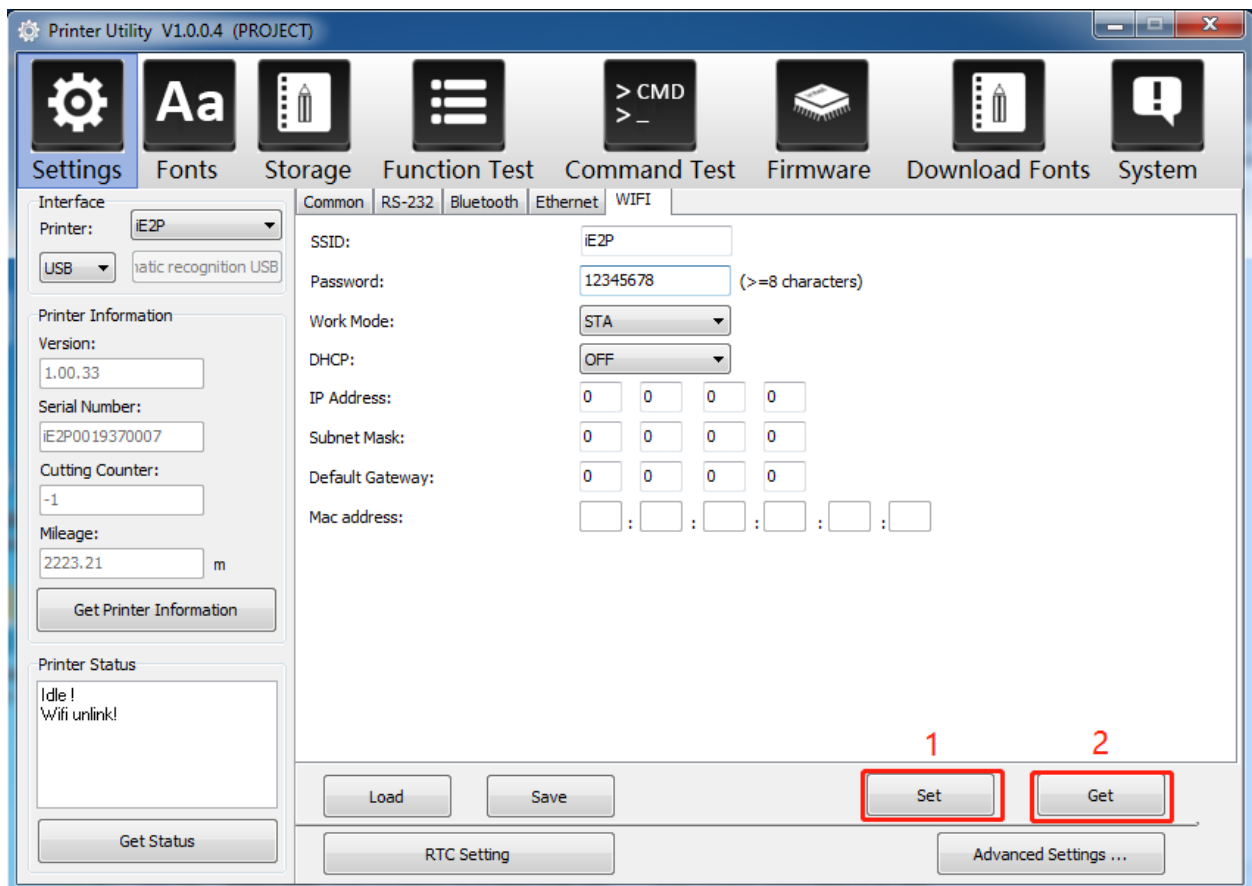 Printer Utility V1.0.0.4 (PROJECT)
Aa
> CMD
>_
Settings Fonts Storage Function Test Command Test Firmware Download Fonts System
Interface
Printer: iE2P
USB natic recognition USB
Printer Information
Version:
1.00.33
Serial Number:
iE2P0019370007
Cutting Counter:
-1
Mileage:
2223.21 m
Get Printer Information
Printer Status
Idle !
Wifi unlink!
Get Status
Common RS-232 Bluetooth Ethernet WIFI
SSID: iE2P
Password: 12345678 (>=8 characters)
Work Mode: STA
DHCP: OFF
IP Address: 0 0 0 0
Subnet Mask: 0 0 0 0
Default Gateway: 0 0 0 0
Mac address: : : : : :
1 2
Load Save Set Get
RTC Setting Advanced Settings ...